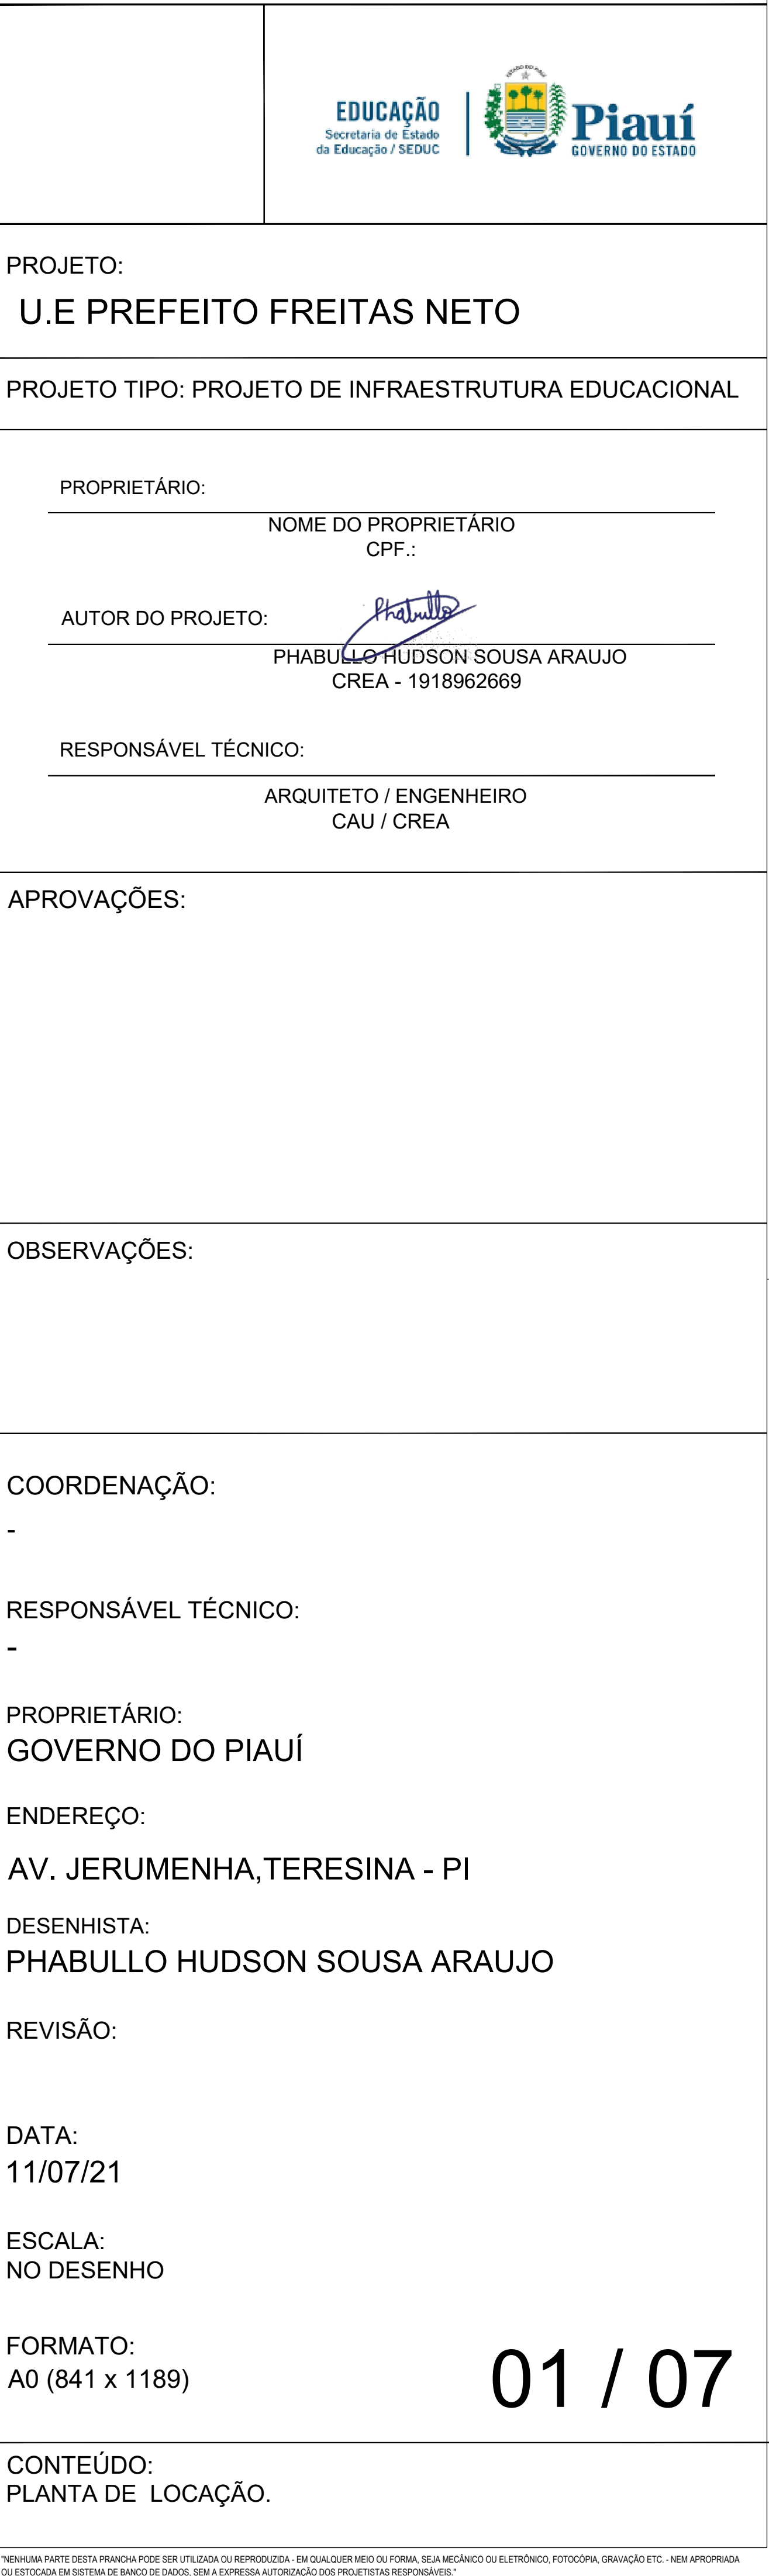 ESTADO DO PIAUÍ
EDUCAÇÃO
Secretaria de Estado
da Educação / SEDUC
Piauí
GOVERNO DO ESTADO
PROJETO:
U.E PREFEITO FREITAS NETO
PROJETO TIPO: PROJETO DE INFRAESTRUTURA EDUCACIONAL
PROPRIETÁRIO:
NOME DO PROPRIETÁRIO
CPF.:
AUTOR DO PROJETO:
Phabullo
PHABULLO HUDSON SOUSA ARAUJO
CREA - 1918962669
RESPONSÁVEL TÉCNICO:
ARQUITETO / ENGENHEIRO
CAU / CREA
APROVAÇÕES:
OBSERVAÇÕES:
COORDENAÇÃO:
-
RESPONSÁVEL TÉCNICO:
-
PROPRIETÁRIO:
GOVERNO DO PIAUÍ
ENDEREÇO:
AV. JERUMENHA,TERESINA - PI
DESENHISTA:
PHABULLO HUDSON SOUSA ARAUJO
REVISÃO:
DATA:
11/07/21
ESCALA:
NO DESENHO
FORMATO:
A0 (841 x 1189)
01 / 07
CONTEÚDO:
PLANTA DE LOCAÇÃO.
"NENHUMA PARTE DESTA PRANCHA PODE SER UTILIZADA OU REPRODUZIDA - EM QUALQUER MEIO OU FORMA, SEJA MECÂNICO OU ELETRÔNICO, FOTOCÓPIA, GRAVAÇÃO ETC. - NEM APROPRIADA
OU ESTOCADA EM SISTEMA DE BANCO DE DADOS, SEM A EXPRESSA AUTORIZAÇÃO DOS PROJETISTAS RESPONSÁVEIS."